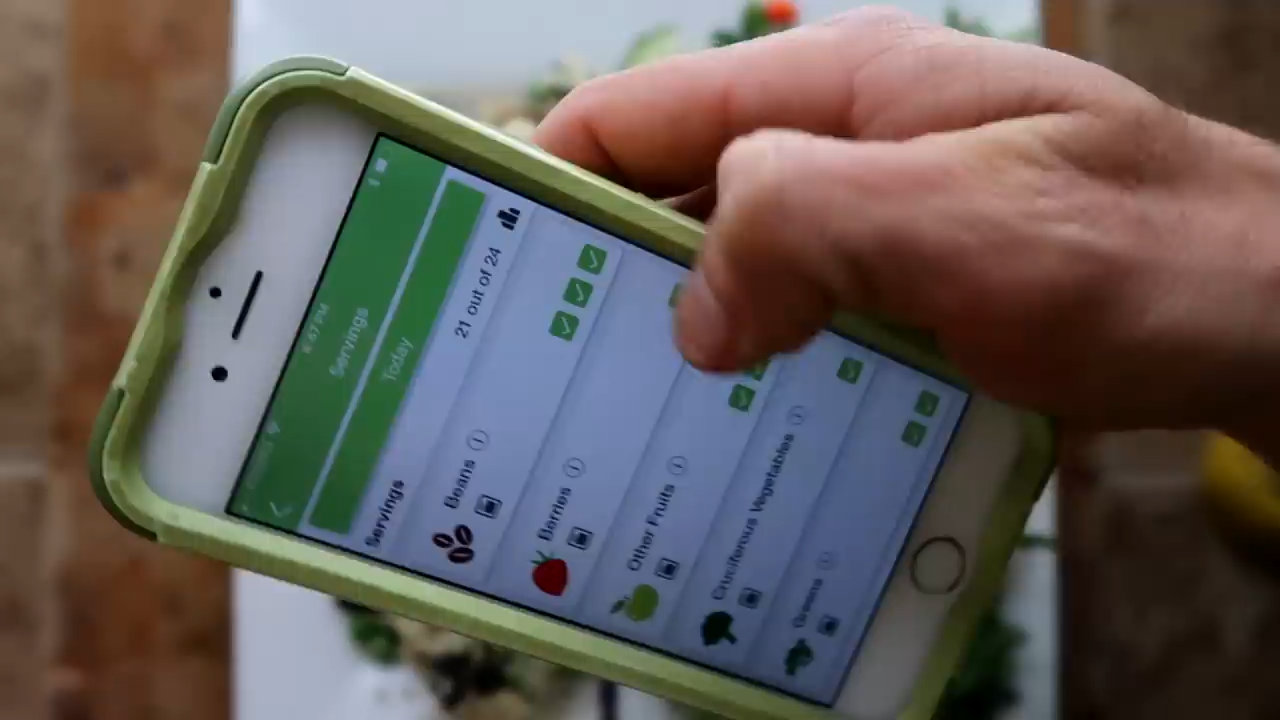 Servings
Today
Servings
21 out of 24
Beans
Berries
Other Fruits
Cruciferous Vegetables
Greens